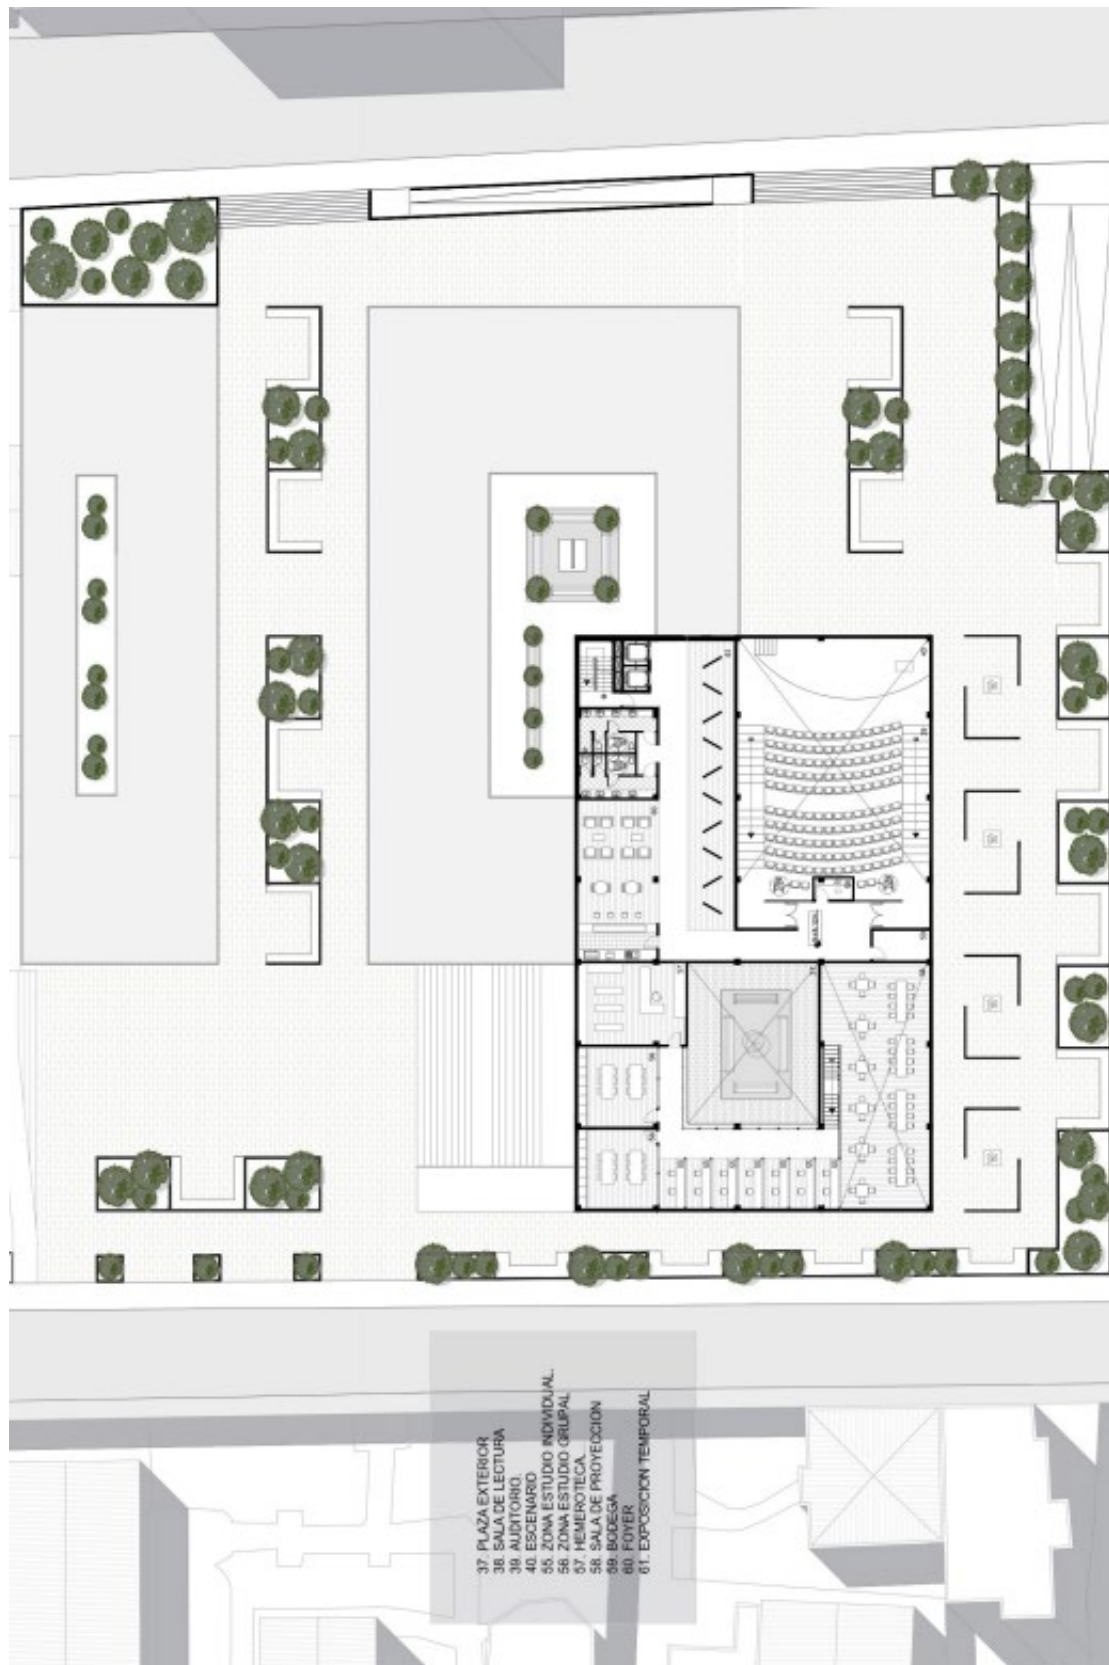 37. PLAZA EXTERIOR
38. SALA DE LECTURA
39. AUDITORIO.
40. ESCENARIO
55. ZONA ESTUDIO INDIVIDUAL.
56. ZONA ESTUDIO GRUPAL
57. HEMEROTECA.
58. SALA DE PROYECCION
59. BODEGA
60. FOYER
61. EXPOSICION TEMPORAL